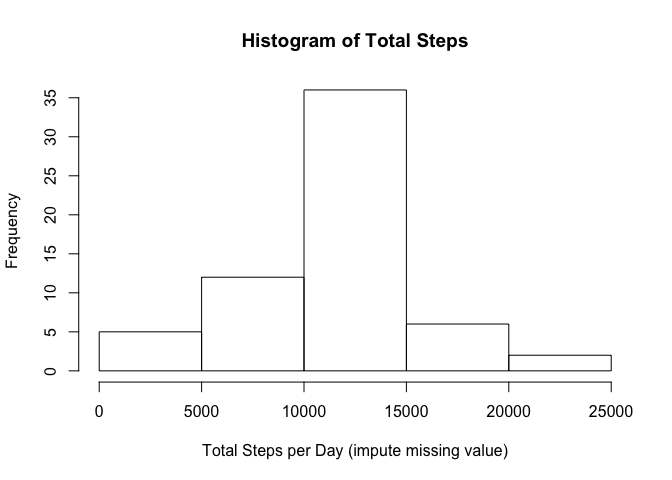 Histogram of Total Steps
Frequency
35
30
25
20
15
10
5
0
0 5000 10000 15000 20000 25000
Total Steps per Day (impute missing value)